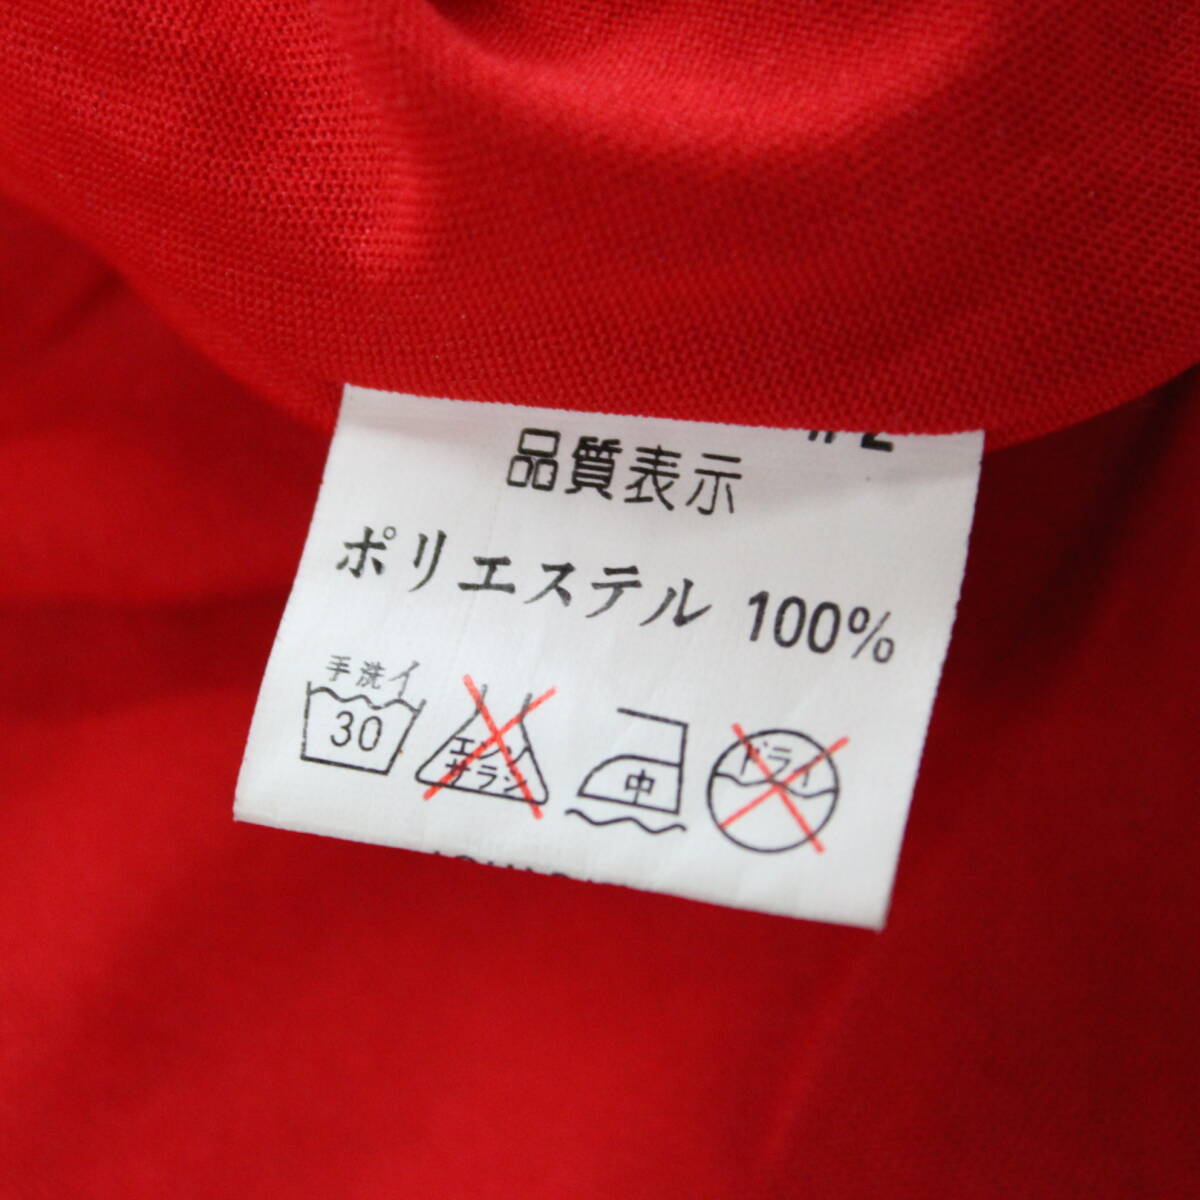 品質表示
ポリエステル 100%
手洗イ
30
エンソ
サラシ
中
ドライ